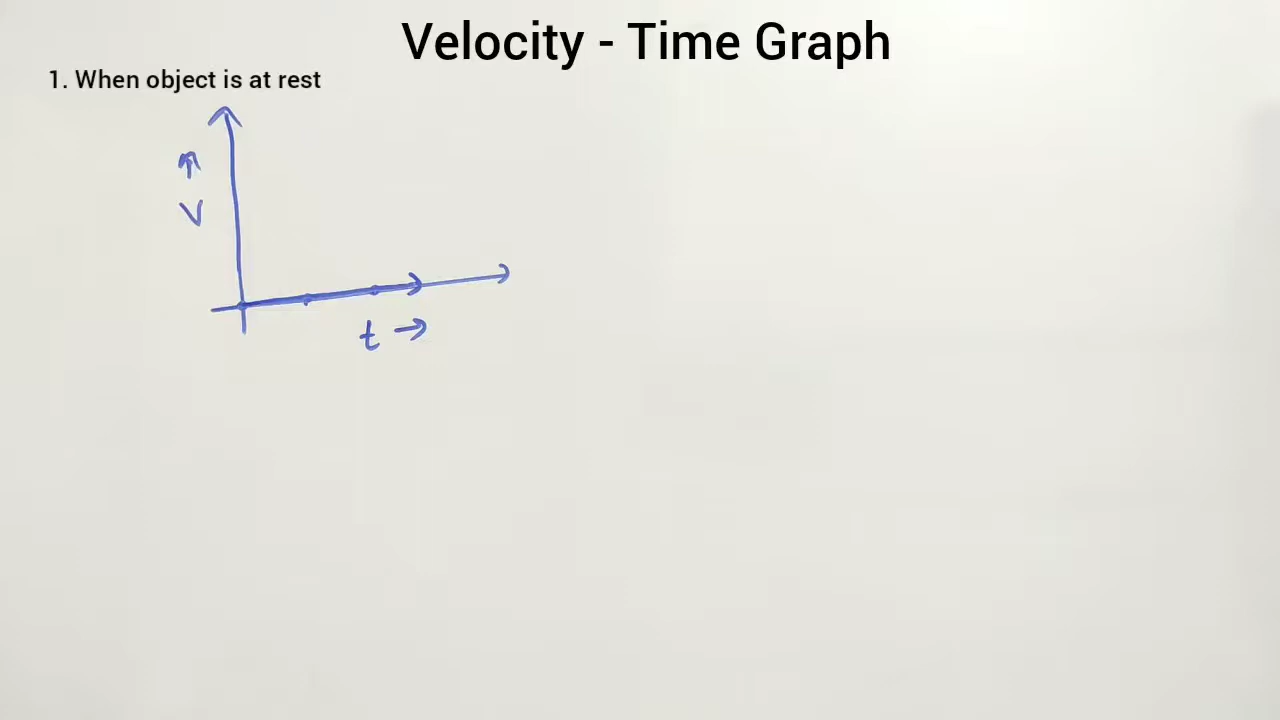 Velocity - Time Graph
1. When object is at rest
V
t →